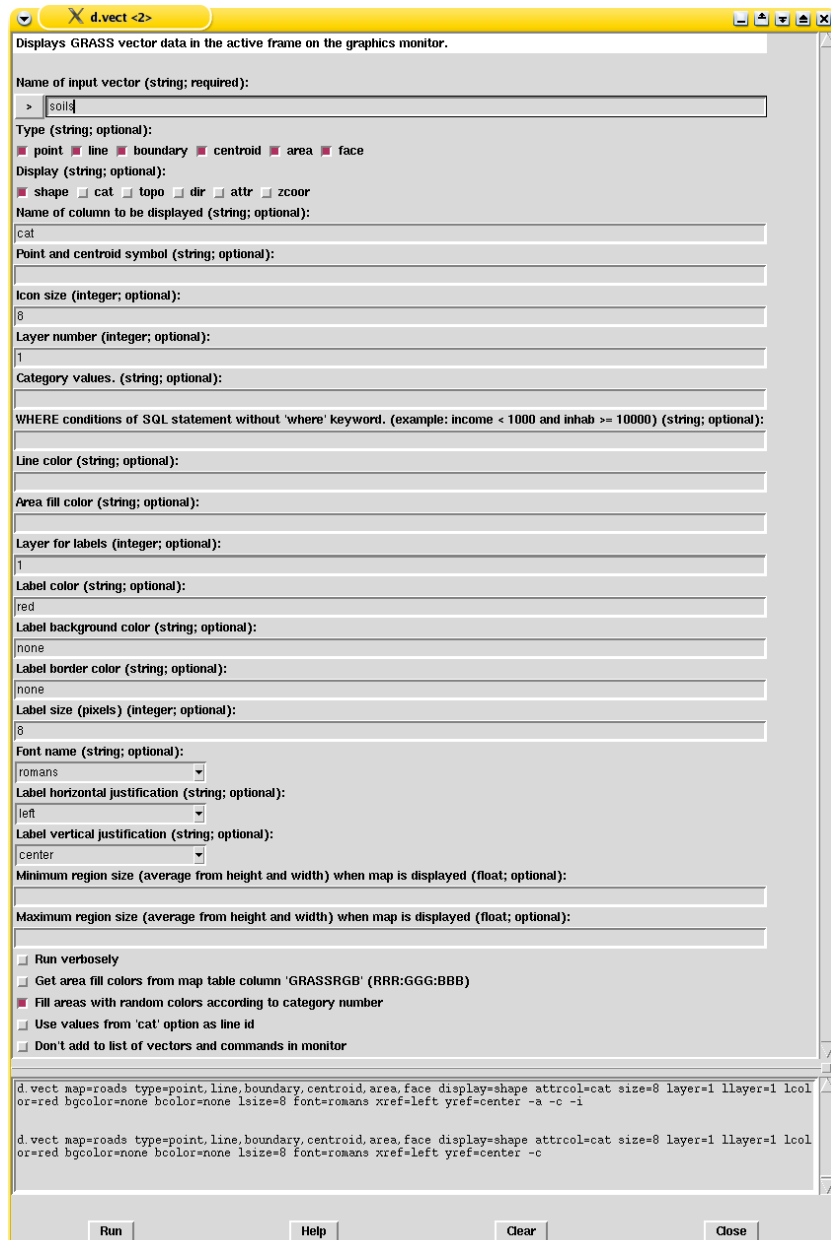 d.vect <2>
Displays GRASS vector data in the active frame on the graphics monitor.
Name of input vector (string; required):
> soils
Type (string; optional):
point line boundary centroid area face
Display (string; optional):
shape cat topo dir attr zcoor
Name of column to be displayed (string; optional):
cat
Point and centroid symbol (string; optional):
Icon size (integer; optional):
8
Layer number (integer; optional):
1
Category values. (string; optional):
WHERE conditions of SQL statement without 'where' keyword. (example: income < 1000 and inhab >= 10000) (string; optional):
Line color (string; optional):
Area fill color (string; optional):
Layer for labels (integer; optional):
1
Label color (string; optional):
red
Label background color (string; optional):
none
Label border color (string; optional):
none
Label size (pixels) (integer; optional):
8
Font name (string; optional):
romans
Label horizontal justification (string; optional):
left
Label vertical justification (string; optional):
center
Minimum region size (average from height and width) when map is displayed (float; optional):
Maximum region size (average from height and width) when map is displayed (float; optional):
Run verbosely
Get area fill colors from map table column 'GRASSRGB' (RRR:GGG:BBB)
Fill areas with random colors according to category number
Use values from 'cat' option as line id
Don't add to list of vectors and commands in monitor
d.vect map=roads type=point,line,boundary,centroid,area,face display=shape attrcol=cat size=8 layer=1 llayer=1 lcol
or=red bgcolor=none bcolor=none lsize=8 font=romans xref=left yref=center -a -c -i
d.vect map=roads type=point,line,boundary,centroid,area,face display=shape attrcol=cat size=8 layer=1 llayer=1 lcol
or=red bgcolor=none bcolor=none lsize=8 font=romans xref=left yref=center -c
Run Help Clear Close